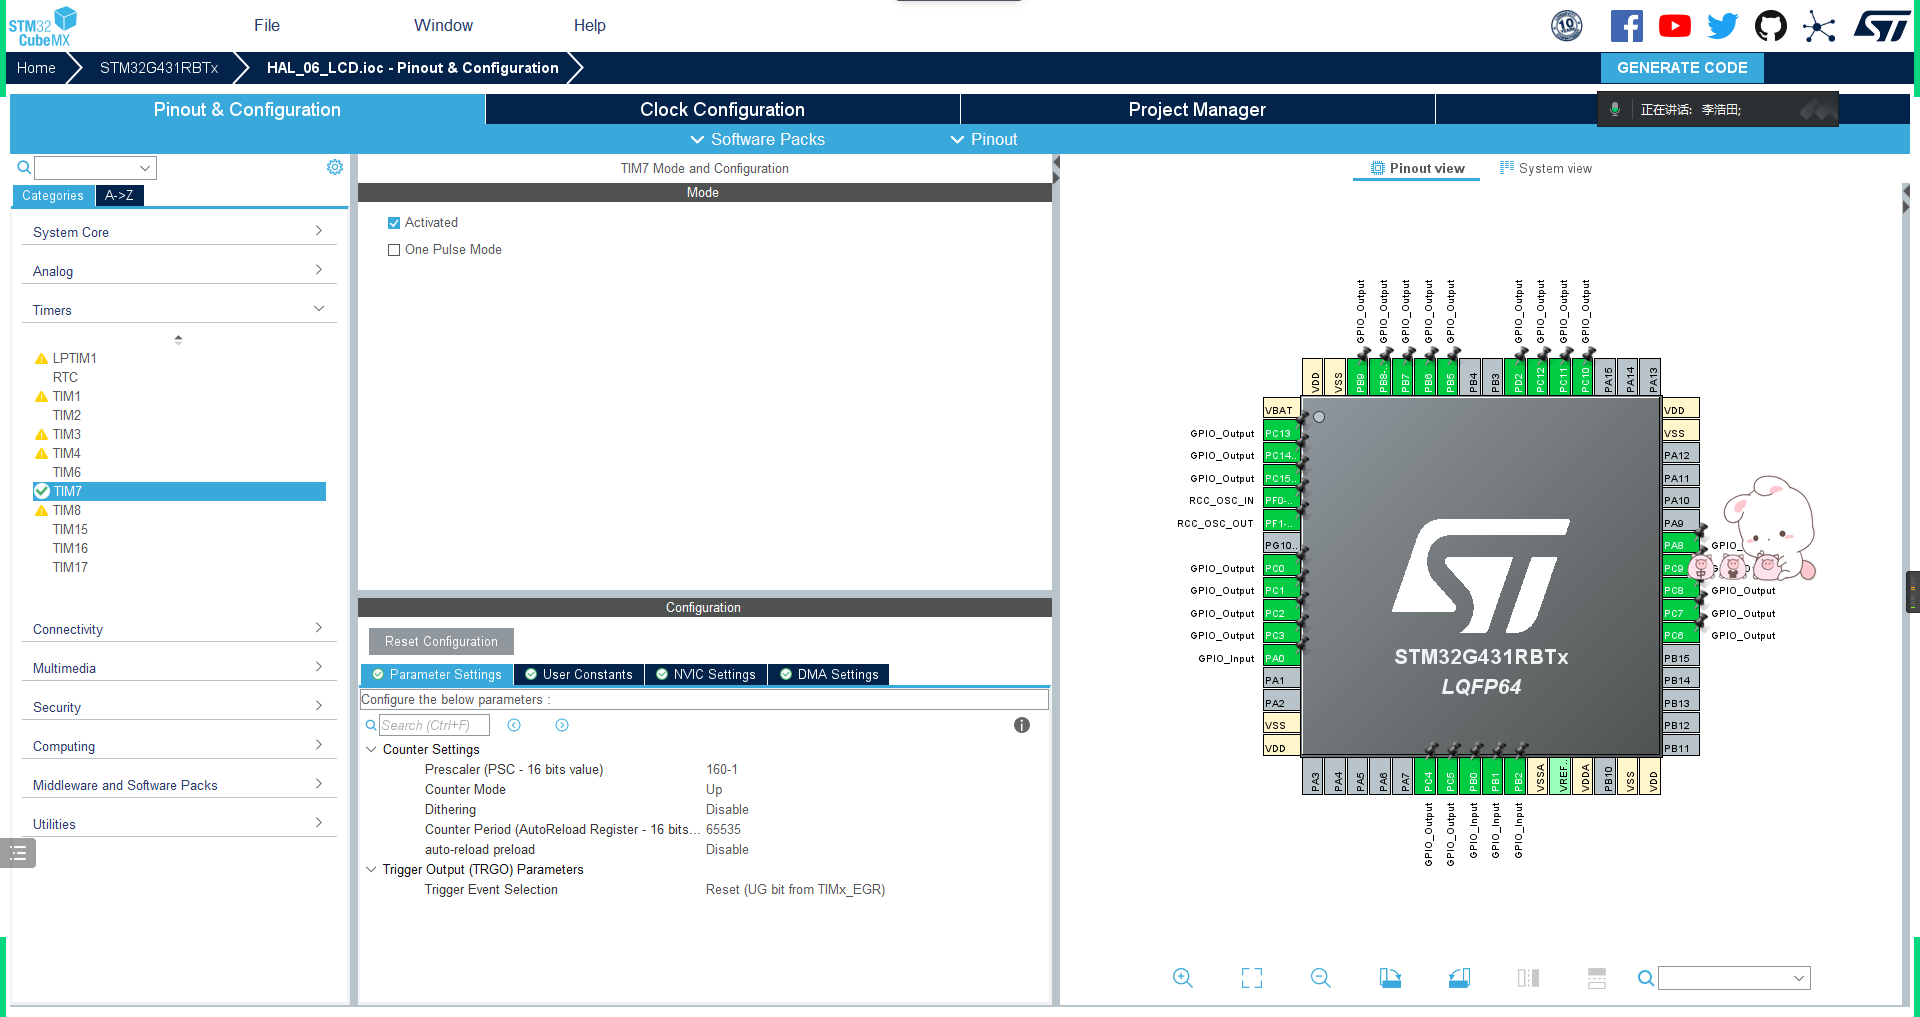 STM32
CubeMX
File
Window
Help
10
Home
STM32G431RBTx
HAL_06_LCD.ioc - Pinout & Configuration
GENERATE CODE
Pinout & Configuration
Clock Configuration
Project Manager
正在讲话: 李浩田;
Software Packs
Pinout
Categories
A->Z
System Core
Analog
Timers
LPTIM1
RTC
TIM1
TIM2
TIM3
TIM4
TIM6
TIM7
TIM8
TIM15
TIM16
TIM17
Connectivity
Multimedia
Security
Computing
Middleware and Software Packs
Utilities
TIM7 Mode and Configuration
Mode
Activated
One Pulse Mode
Configuration
Reset Configuration
Parameter Settings
User Constants
NVIC Settings
DMA Settings
Configure the below parameters :
Search (Ctrl+F)
Counter Settings
Prescaler (PSC - 16 bits value) 160-1
Counter Mode Up
Dithering Disable
Counter Period (AutoReload Register - 16 bits... 65535
auto-reload preload Disable
Trigger Output (TRGO) Parameters
Trigger Event Selection Reset (UG bit from TIMx_EGR)
Pinout view
System view
GPIO_Output
GPIO_Output
GPIO_Output
GPIO_Output
GPIO_Output
GPIO_Output
GPIO_Output
GPIO_Output
GPIO_Output
VDD
VSS
PB9
PB8-..
PB7
PB6
PB5
PB4
PB3
PD2
PC12
PC11
PC10
PA15
PA14
PA13
VBAT
GPIO_Output PC13
GPIO_Output PC14..
GPIO_Output PC15..
RCC_OSC_IN PF0-..
RCC_OSC_OUT PF1-..
PG10..
GPIO_Output PC0
GPIO_Output PC1
GPIO_Output PC2
GPIO_Output PC3
GPIO_Input PA0
PA1
PA2
VSS
VDD
STM32G431RBTx
LQFP64
VDD
VSS
PA12
PA11
PA10
PA9
PA8 GPIO_
PC9
PC8 GPIO_Output
PC7 GPIO_Output
PC6 GPIO_Output
PB15
PB14
PB13
PB12
PB11
PA3
PA4
PA5
PA6
PA7
PC4
PC5
PB0
PB1
PB2
VSSA
VREF..
VDDA
PB10
VSS
VDD
GPIO_Output
GPIO_Output
GPIO_Input
GPIO_Input
GPIO_Input